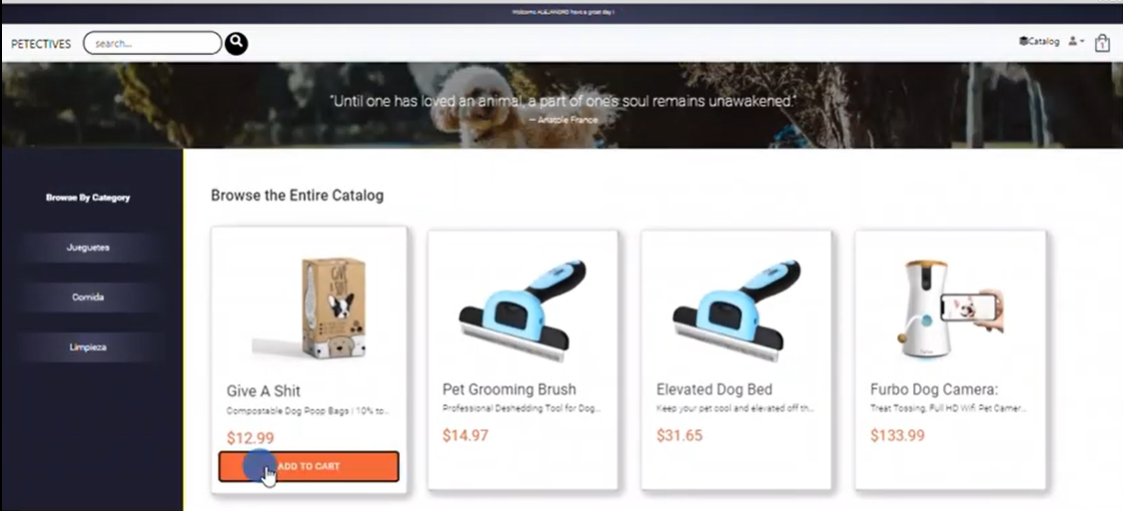 Welcome ALEJANDRO have a great day !
PETECTIVES
search...
Catalog
1
"Until one has loved an animal, a part of one's soul remains unawakened."
— Anatole France
Browse By Category
Jueguetes
Comida
Limpieza
Browse the Entire Catalog
GIVE
A SHIT
Give A Shit
Compostable Dog Poop Bags | 10% to...
$12.99
ADD TO CART
Pet Grooming Brush
Professional Deshedding Tool for Dog...
$14.97
Elevated Dog Bed
Keep your pet cool and elevated off th...
$31.65
Furbo Dog Camera:
Treat Tossing, Full HD Wifi Pet Camer...
$133.99